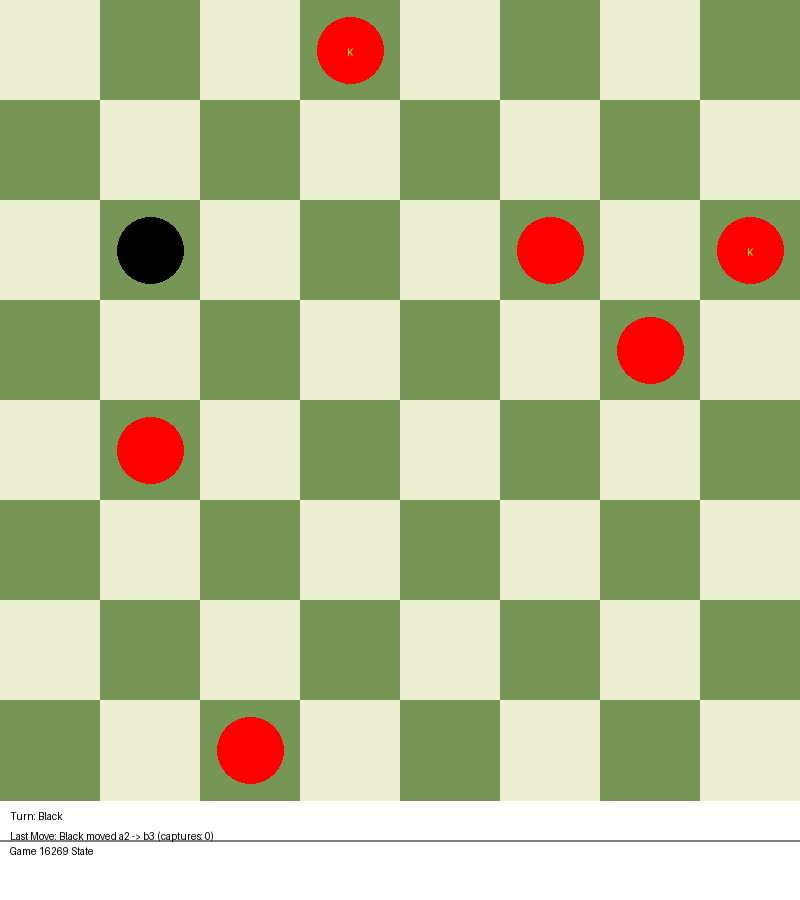 K
K
Turn: Black
Last Move: Black moved a2 -> b3 (captures: 0)
Game 16269 State